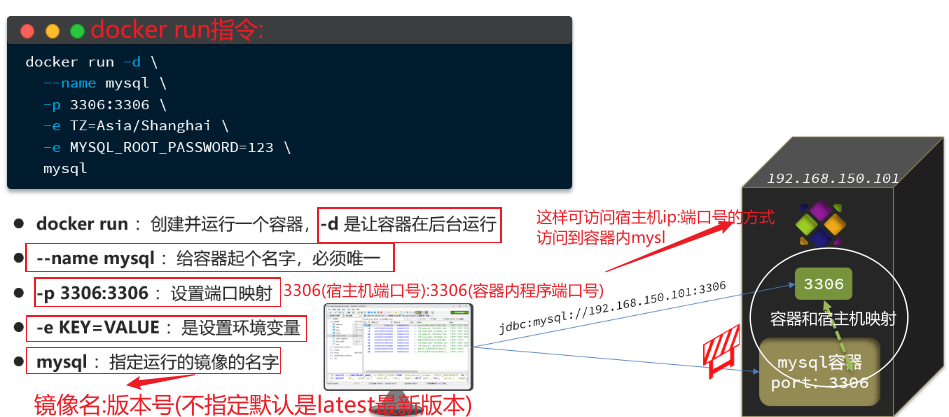 docker run指令:
docker run -d \
--name mysql \
-p 3306:3306 \
-e TZ=Asia/Shanghai \
-e MYSQL_ROOT_PASSWORD=123 \
mysql
docker run ：创建并运行一个容器，-d 是让容器在后台运行
--name mysql ：给容器起个名字，必须唯一
-p 3306:3306 ：设置端口映射
3306(宿主机端口号):3306(容器内程序端口号)
-e KEY=VALUE ：是设置环境变量
mysql ：指定运行的镜像的名字
镜像名:版本号(不指定默认是latest最新版本)
这样可访问宿主机ip:端口号的方式
访问到容器内mysl
jdbc:mysql://192.168.150.101:3306
192.168.150.101
3306
容器和宿主机映射
mysql容器
port: 3306